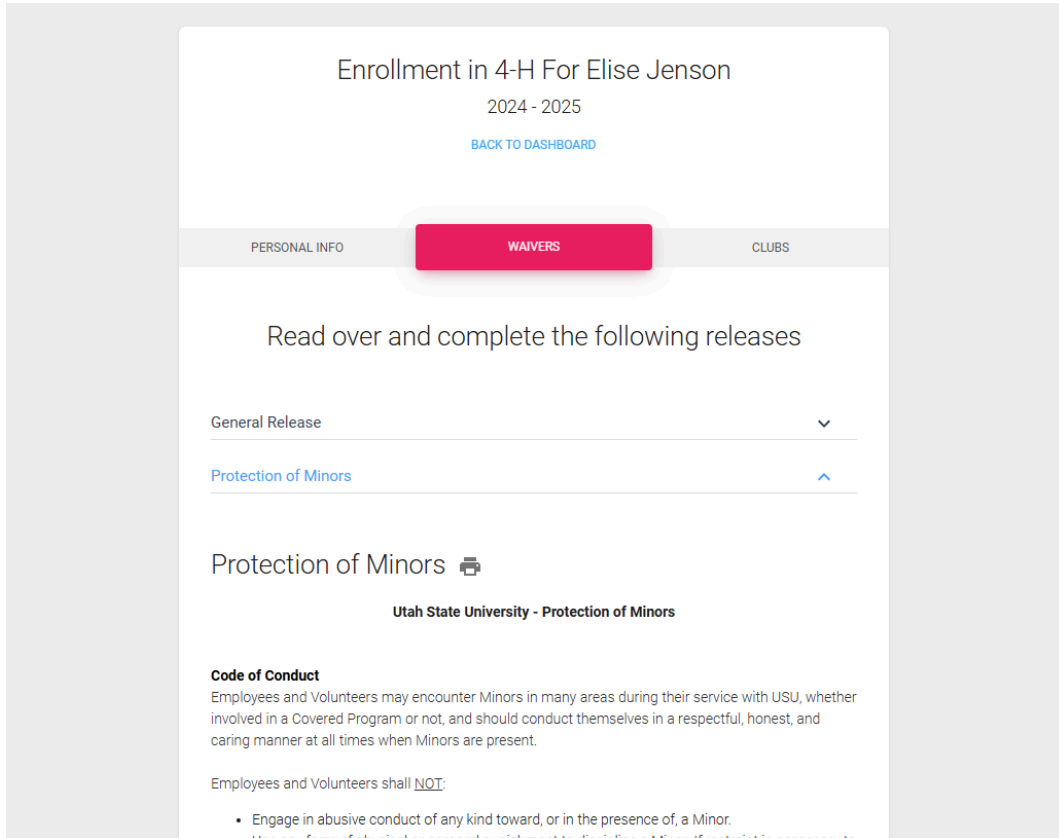 Enrollment in 4-H For Elise Jenson
2024 - 2025
BACK TO DASHBOARD
PERSONAL INFO
WAIVERS
CLUBS
Read over and complete the following releases
General Release
Protection of Minors
Protection of Minors
Utah State University - Protection of Minors
Code of Conduct
Employees and Volunteers may encounter Minors in many areas during their service with USU, whether
involved in a Covered Program or not, and should conduct themselves in a respectful, honest, and
caring manner at all times when Minors are present.
Employees and Volunteers shall NOT:
• Engage in abusive conduct of any kind toward, or in the presence of, a Minor.